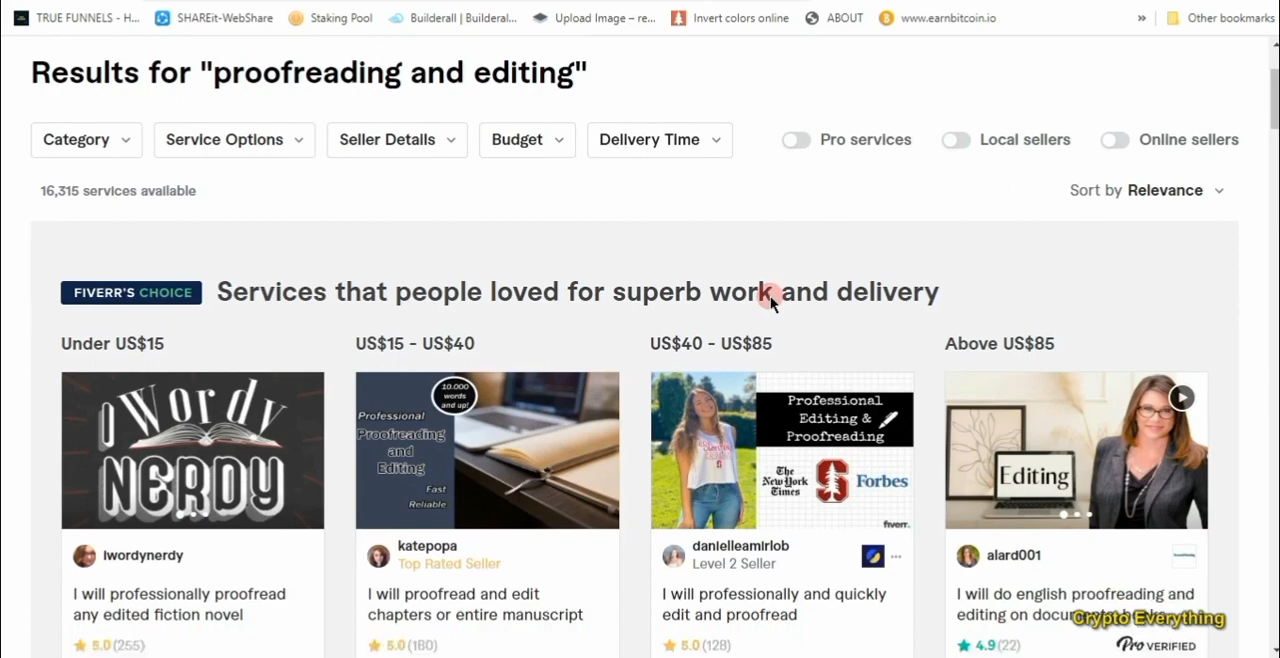 TRUE FUNNELS - H...
SHAREit-WebShare
Staking Pool
Builderall | Builderal...
Upload Image – re...
Invert colors online
ABOUT
www.earnbitcoin.io
»
Other bookmarks
Results for "proofreading and editing"
Category
Service Options
Seller Details
Budget
Delivery Time
Pro services
Local sellers
Online sellers
16,315 services available
Sort by Relevance
FIVERR'S CHOICE
Services that people loved for superb work and delivery
Under US$15
US$15 - US$40
US$40 - US$85
Above US$85
I Wordy
NERDY
10.000
words
and up!
Professional
Proofreading
and
Editing
Fast
Reliable
Professional
Editing &
Proofreading
The
New York
Times
S
Forbes
fiverr.
Editing
iwordynerdy
katepopa
Top Rated Seller
danielleamirlob
Level 2 Seller
alard001
I will professionally proofread
any edited fiction novel
I will proofread and edit
chapters or entire manuscript
I will professionally and quickly
edit and proofread
I will do english proofreading and
editing on
Crypto Everything
5.0 (255)
5.0 (180)
5.0 (128)
4.9 (22)
Pro VERIFIED